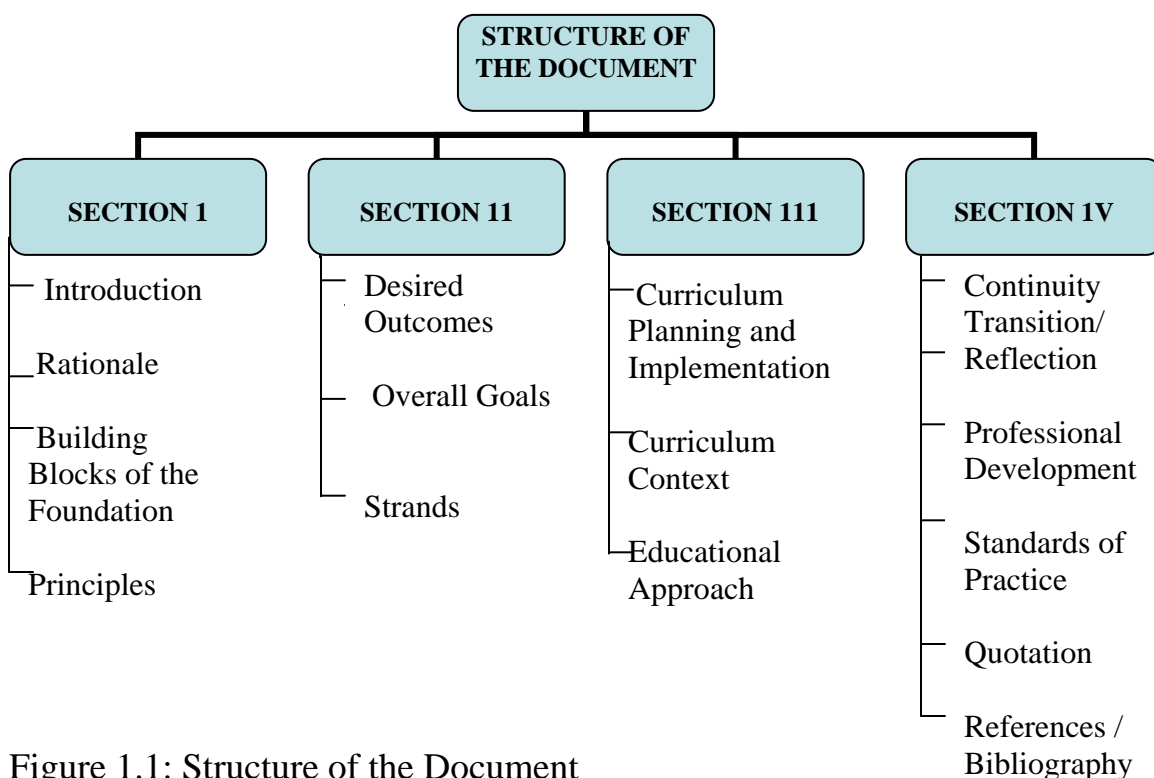 STRUCTURE OF
THE DOCUMENT
SECTION 1
Introduction
Rationale
Building
Blocks of the
Foundation
Principles
SECTION 11
Desired
Outcomes
Overall Goals
Strands
SECTION 111
Curriculum
Planning and
Implementation
Curriculum
Context
Educational
Approach
SECTION 1V
Continuity
Transition/
Reflection
Professional
Development
Standards of
Practice
Quotation
References /
Bibliography
Figure 1.1: Structure of the Document